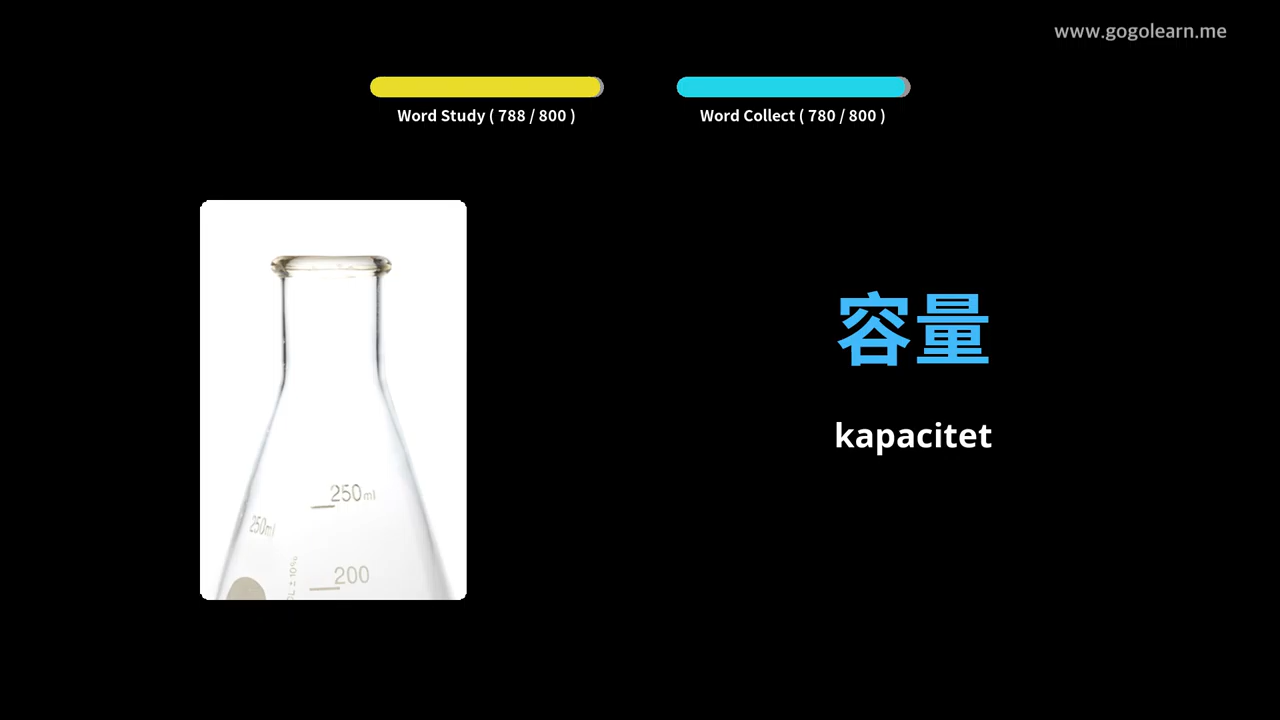 www.gogolearn.me
Word Study ( 788 / 800 )
Word Collect ( 780 / 800 )
容量
kapacitet
250ml
250ml
200